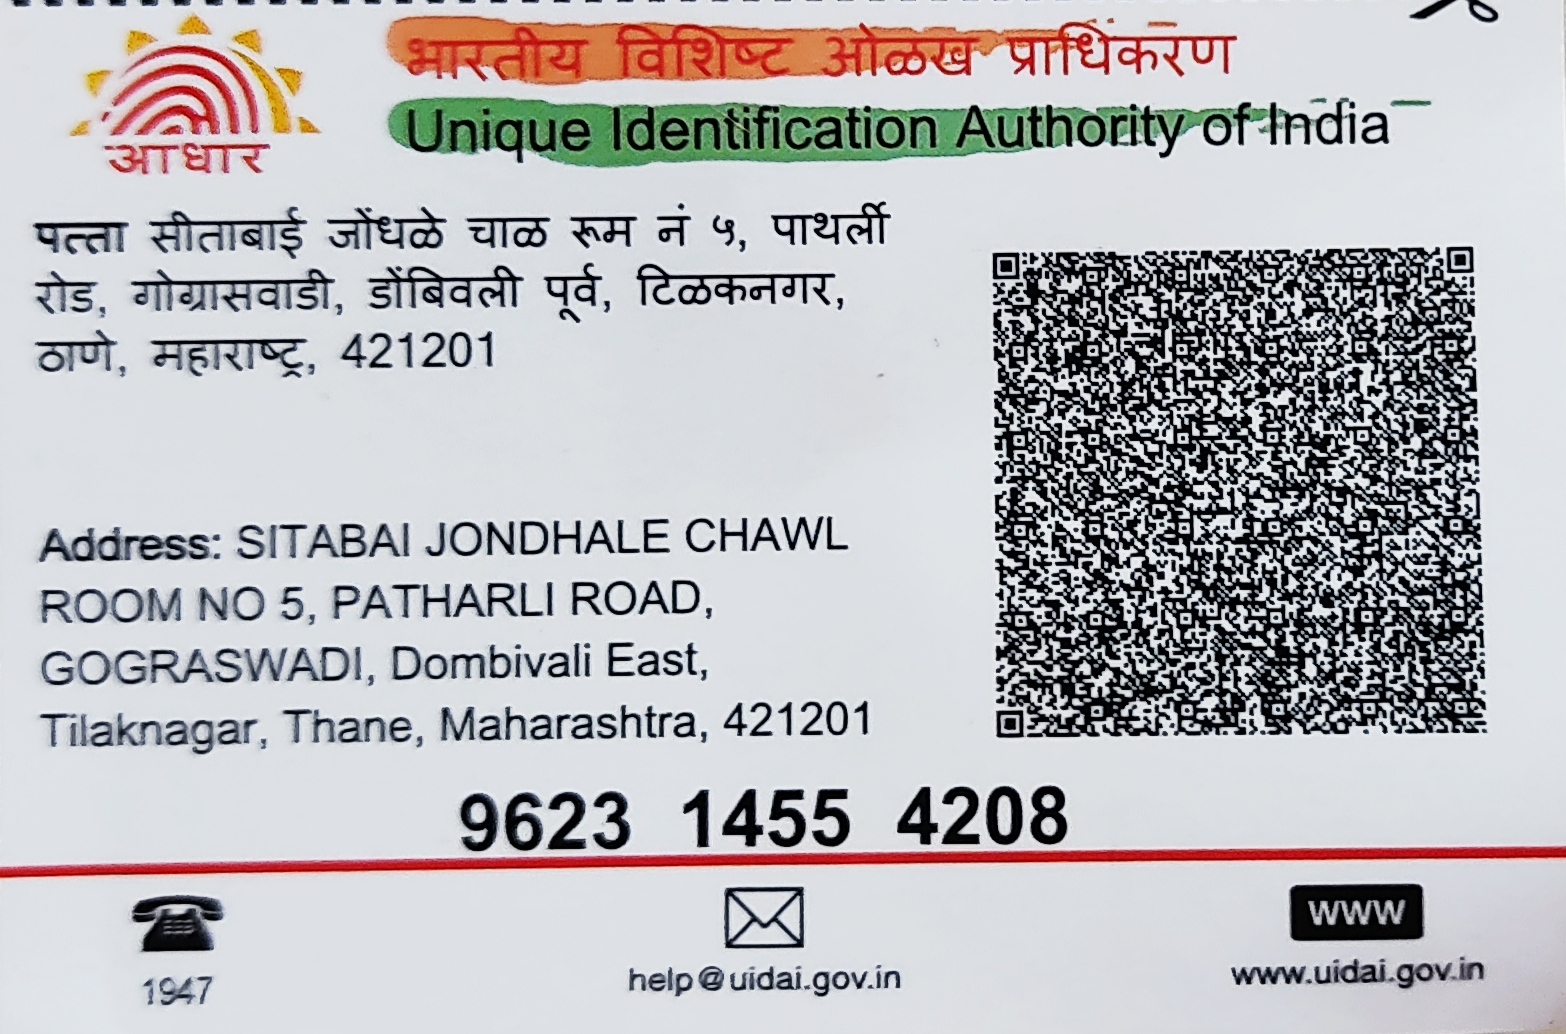 आधार
भारतीय विशिष्ट ओळख प्राधिकरण
Unique Identification Authority of India
पत्ता सीताबाई जोंधळे चाळ रूम नं ५, पाथर्ली
रोड, गोग्रासवाडी, डोंबिवली पूर्व, टिळकनगर,
ठाणे, महाराष्ट्र, 421201
Address: SITABAI JONDHALE CHAWL
ROOM NO 5, PATHARLI ROAD,
GOGRASWADI, Dombivali East,
Tilaknagar, Thane, Maharashtra, 421201
9623 1455 4208
WWW
1947
help@uidai.gov.in
www.uidai.gov.in